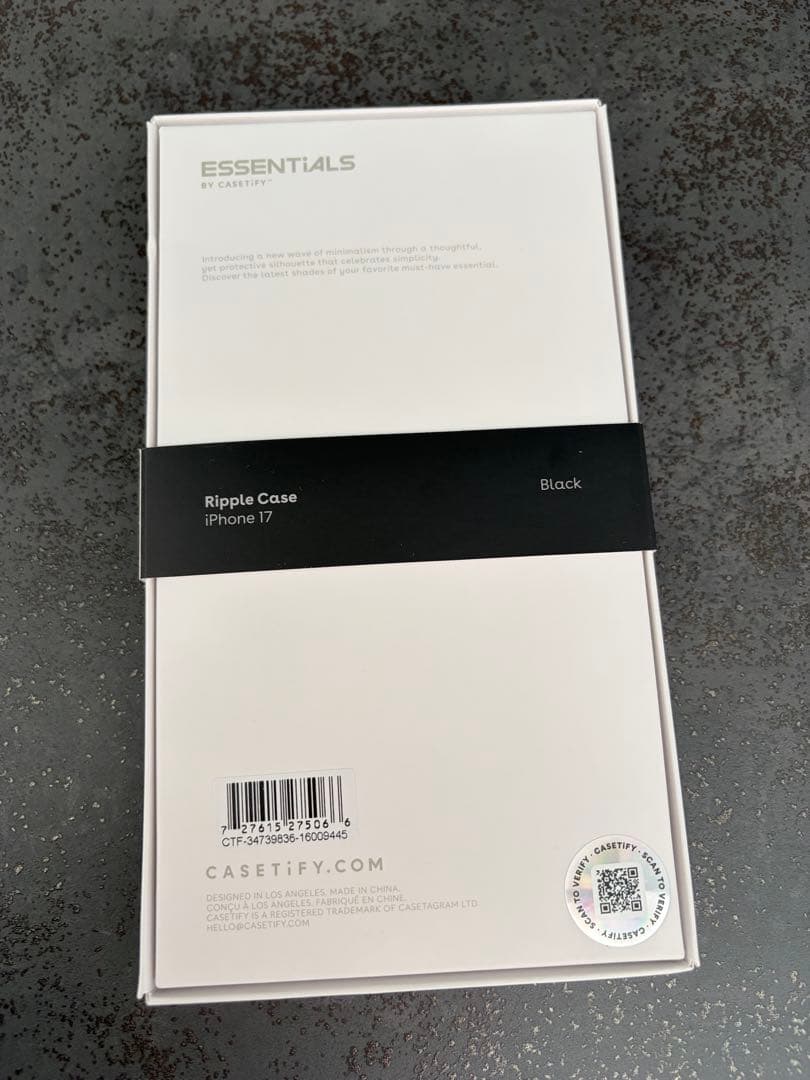 ESSENTiALS
BY CASETiFY™
Introducing a new wave of minimalism through a thoughtful,
yet protective silhouette that celebrates simplicity.
Discover the latest shades of your favorite must-have essential.
Ripple Case
Black
iPhone 17
7 27615 27506 6
CTF-34739836-16009445
CASETiFY.COM
DESIGNED IN LOS ANGELES, MADE IN CHINA.
CONÇU À LOS ANGELES, FABRIQUÉ EN CHINE.
CASETIFY IS A REGISTERED TRADEMARK OF CASETAGRAM LTD
HELLO@CASETIFY.COM
SCAN TO VERIFY · CASETiFY · SCAN TO VERIFY · CASETiFY ·